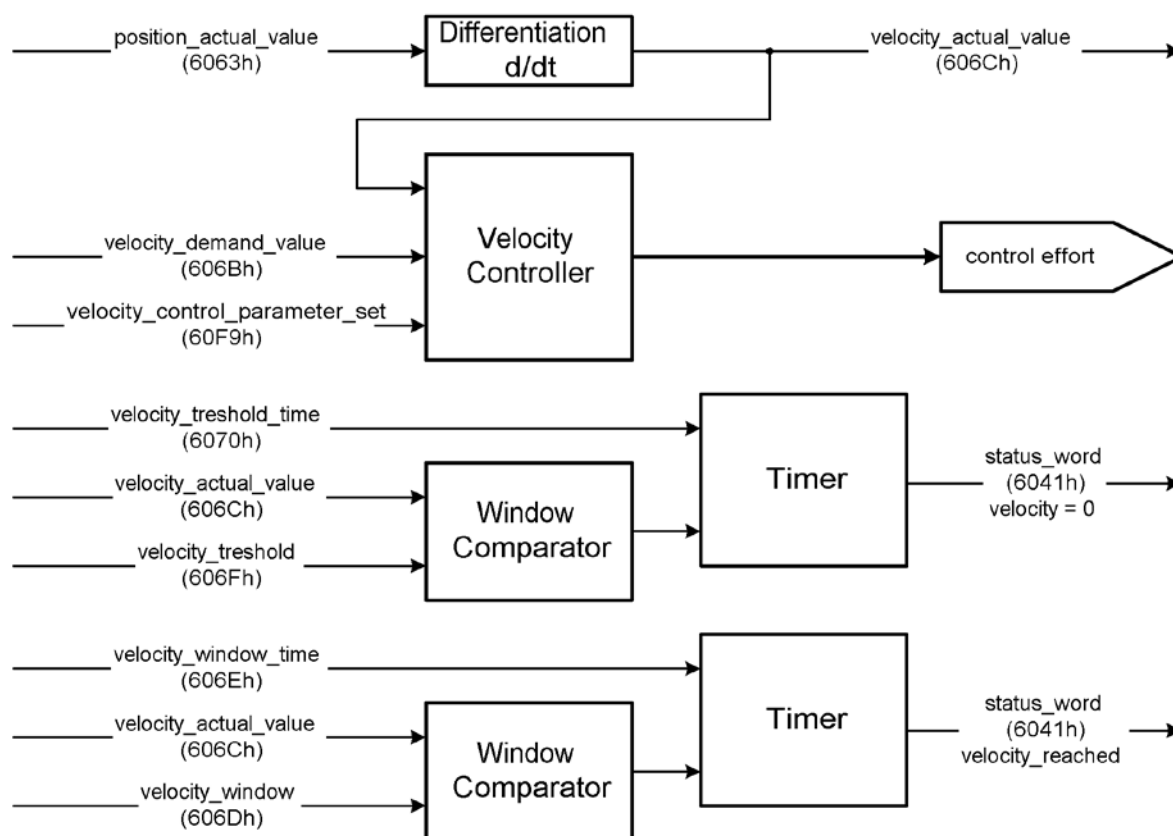 position_actual_value
(6063h)
Differentiation
d/dt
velocity_actual_value
(606Ch)
velocity_demand_value
(606Bh)
velocity_control_parameter_set
(60F9h)
Velocity
Controller
control effort
velocity_treshold_time
(6070h)
velocity_actual_value
(606Ch)
velocity_treshold
(606Fh)
Window
Comparator
Timer
status_word
(6041h)
velocity = 0
velocity_window_time
(606Eh)
velocity_actual_value
(606Ch)
velocity_window
(606Dh)
Window
Comparator
Timer
status_word
(6041h)
velocity_reached